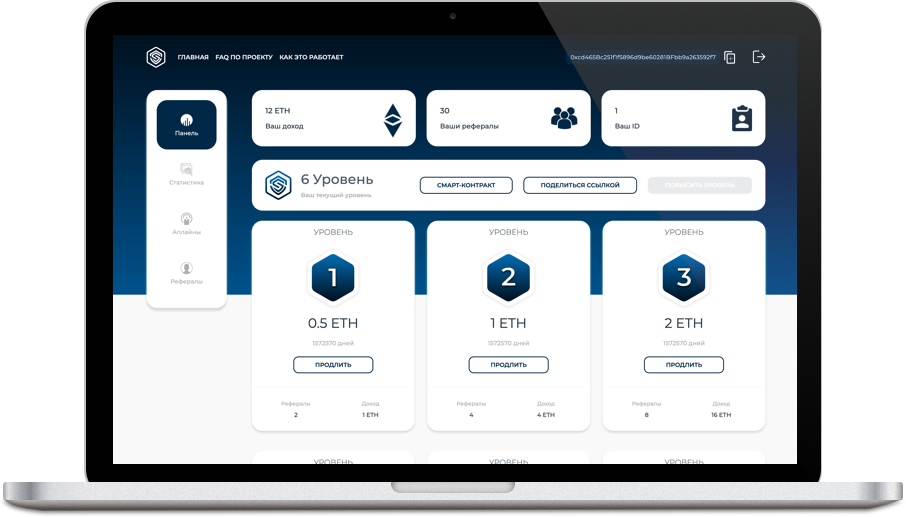 ГЛАВНАЯ FAQ ПО ПРОЕКТУ КАК ЭТО РАБОТАЕТ
Панель
Статистика
Аплайны
Рефералы
12 ETH
Ваш доход
30
Ваши рефералы
1
Ваш ID
6 Уровень
Ваш текущий уровень
СМАРТ-КОНТРАКТ
ПОДЕЛИТЬСЯ ССЫЛКОЙ
ПОВЫСИТЬ УРОВЕНЬ
УРОВЕНЬ
1
0.5 ETH
1572570 дней
ПРОДЛИТЬ
Рефералы Доход
2 1 ETH
УРОВЕНЬ
2
1 ETH
1572570 дней
ПРОДЛИТЬ
Рефералы Доход
4 4 ETH
УРОВЕНЬ
3
2 ETH
1572570 дней
ПРОДЛИТЬ
Рефералы Доход
8 16 ETH
УРОВЕНЬ
УРОВЕНЬ
УРОВЕНЬ